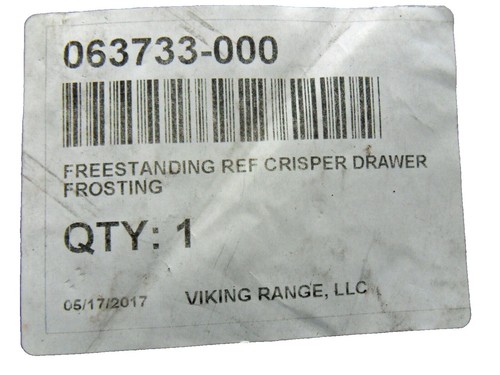 063733-000
FREESTANDING REF CRISPER DRAWER
FROSTING
QTY: 1
05/17/2017 VIKING RANGE, LLC